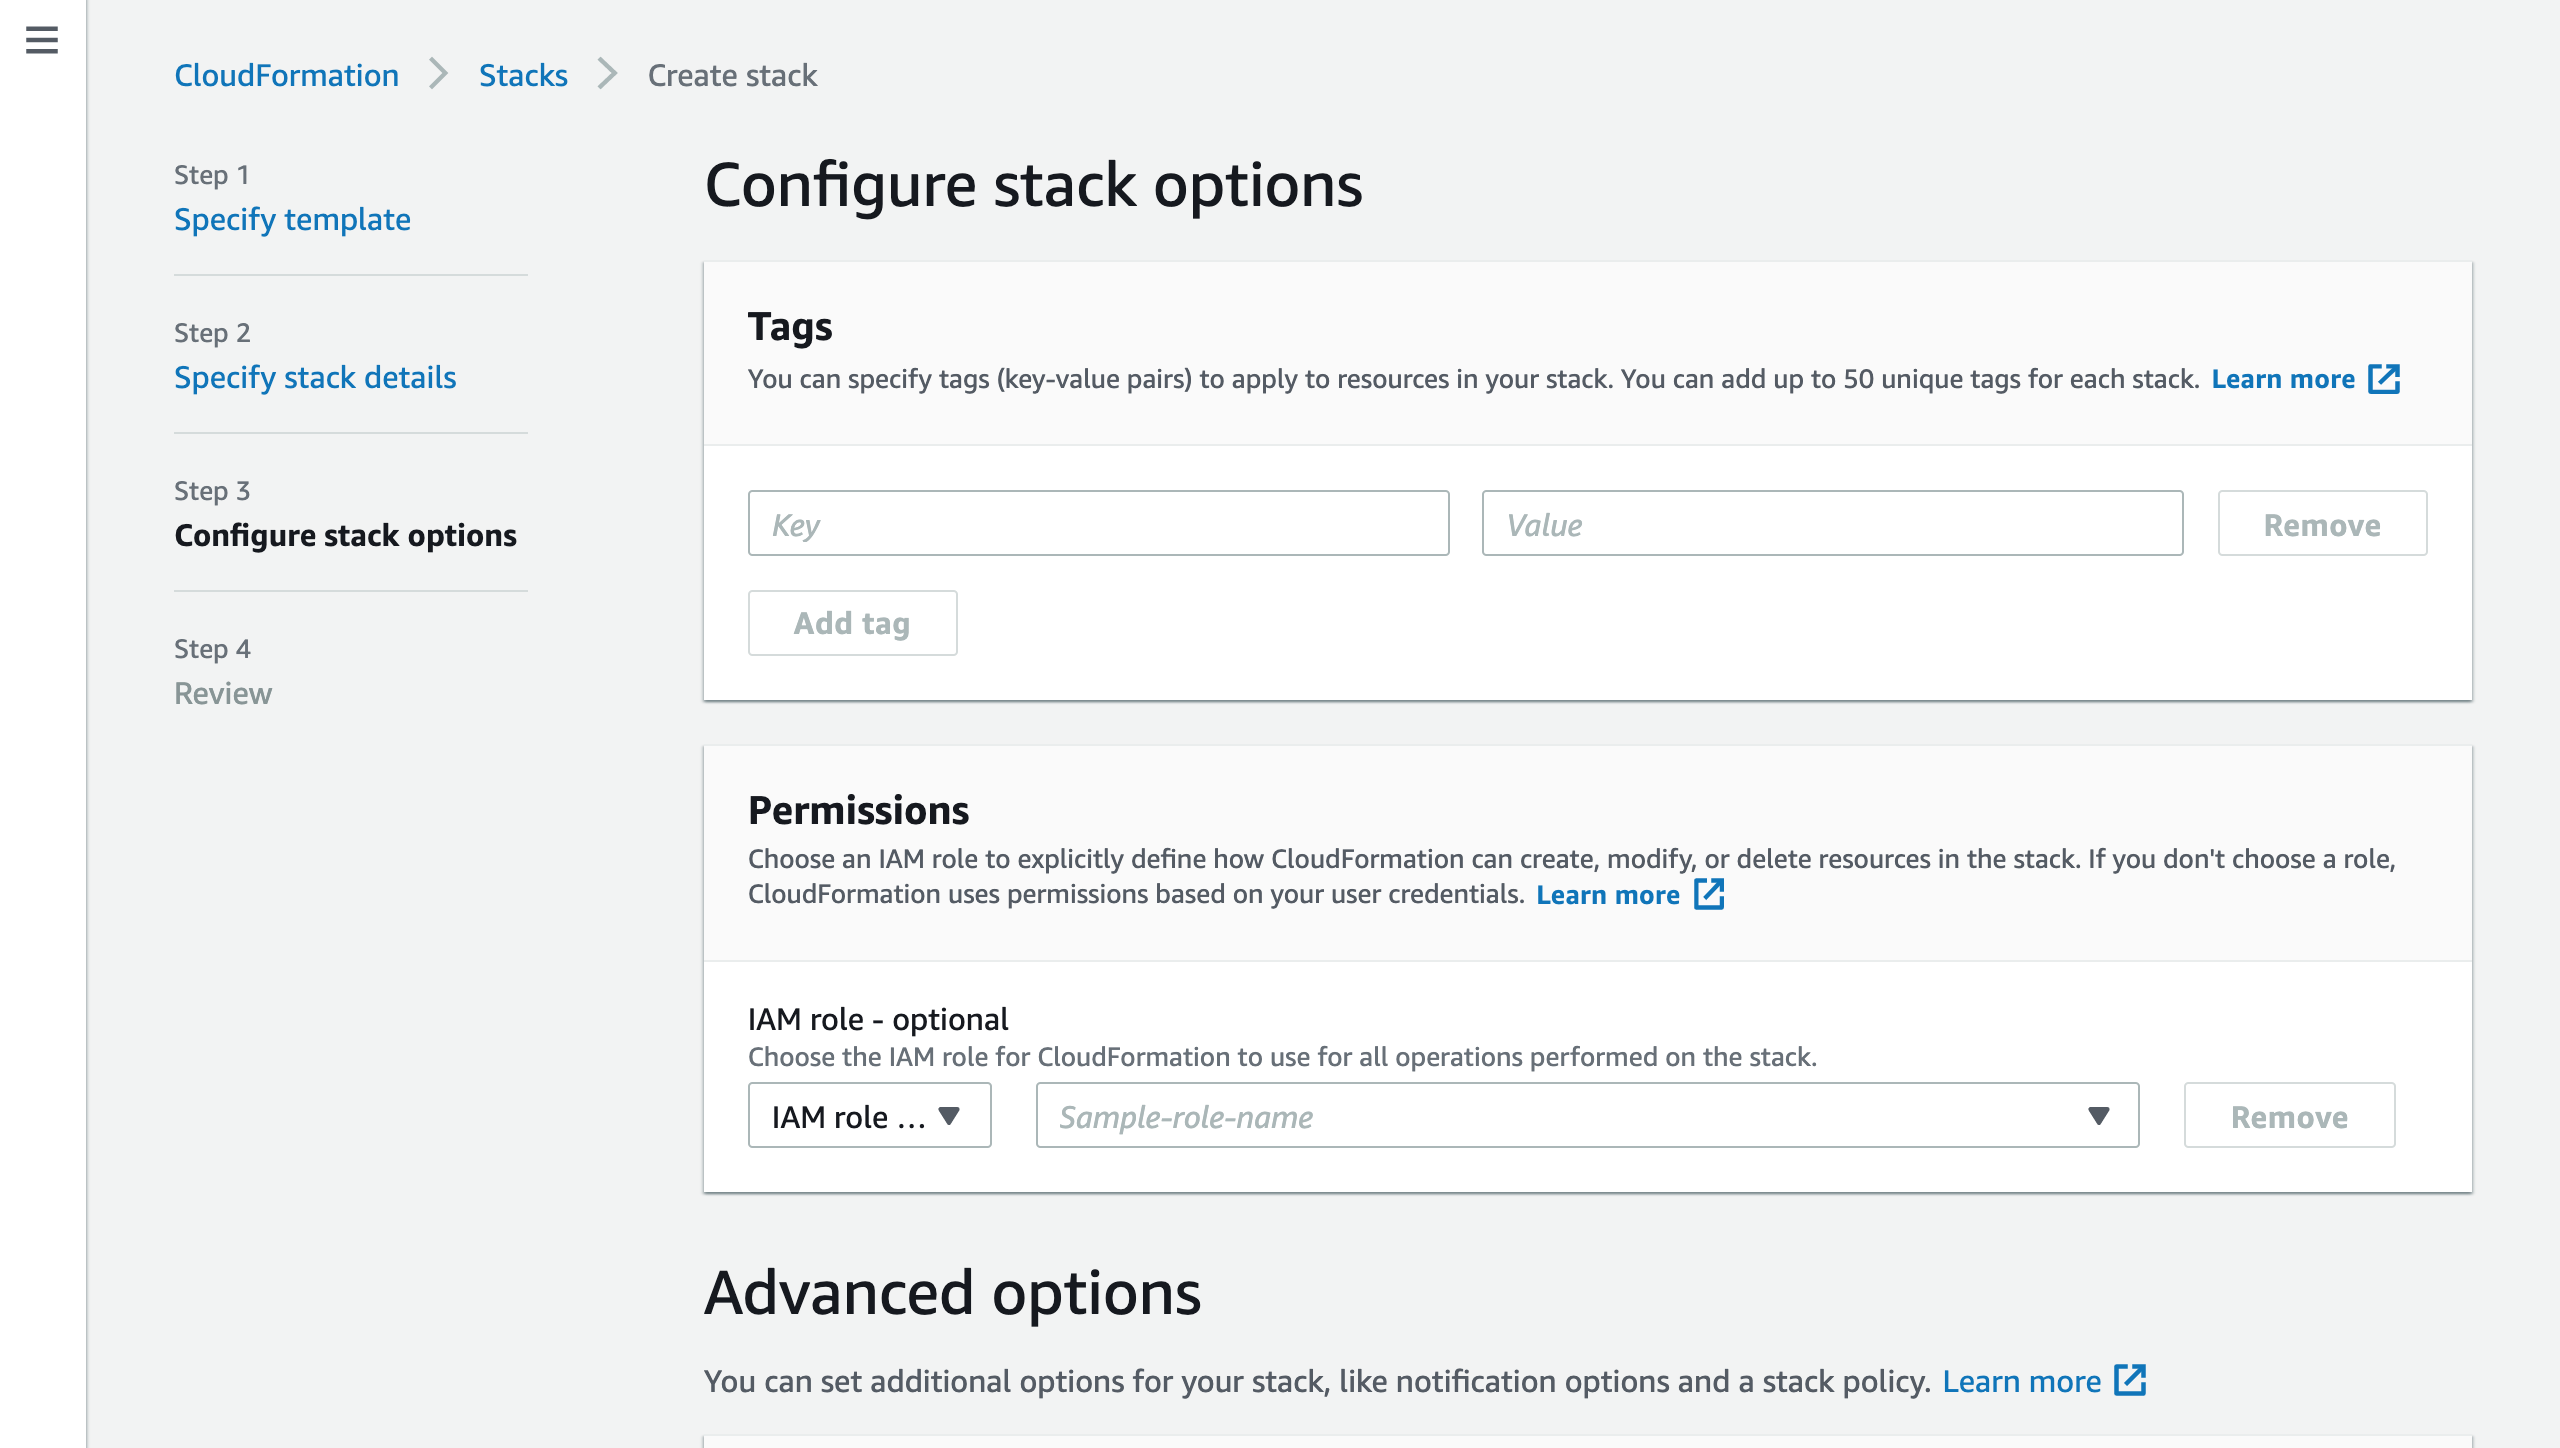 CloudFormation > Stacks > Create stack
Step 1
Specify template
Step 2
Specify stack details
Step 3
Configure stack options
Step 4
Review
Configure stack options
Tags
You can specify tags (key-value pairs) to apply to resources in your stack. You can add up to 50 unique tags for each stack. Learn more
Key Value Remove
Add tag
Permissions
Choose an IAM role to explicitly define how CloudFormation can create, modify, or delete resources in the stack. If you don't choose a role,
CloudFormation uses permissions based on your user credentials. Learn more
IAM role - optional
Choose the IAM role for CloudFormation to use for all operations performed on the stack.
IAM role ... Sample-role-name Remove
Advanced options
You can set additional options for your stack, like notification options and a stack policy. Learn more